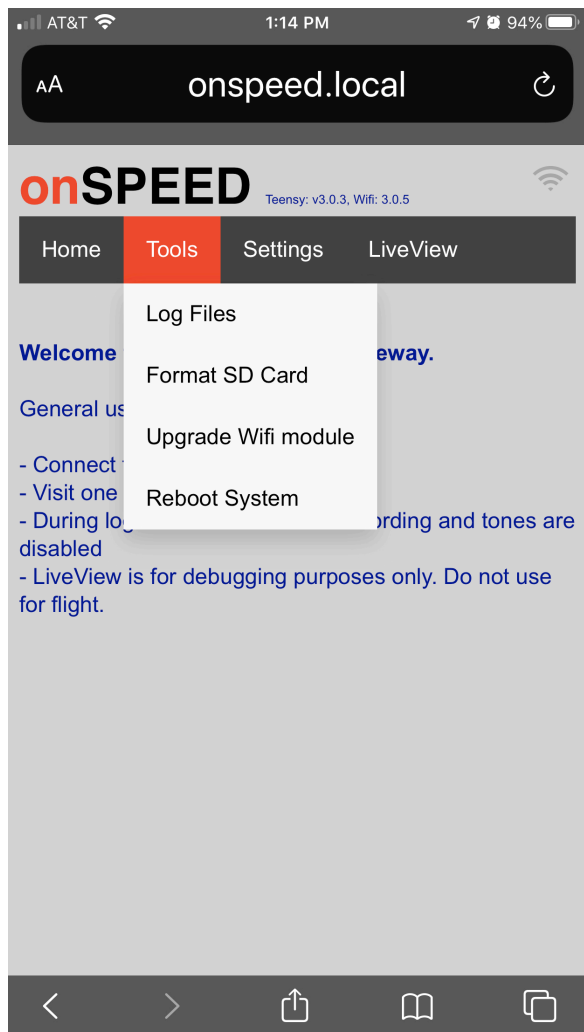 AT&T 1:14 PM 94%
AA onspeed.local
onSPEED Teensy: v3.0.3, Wifi: 3.0.5
Home Tools Settings LiveView
Log Files
Format SD Card
Upgrade Wifi module
Reboot System
Welcome eway.
General us
- Connect
- Visit one
- During log rding and tones are
disabled
- LiveView is for debugging purposes only. Do not use
for flight.